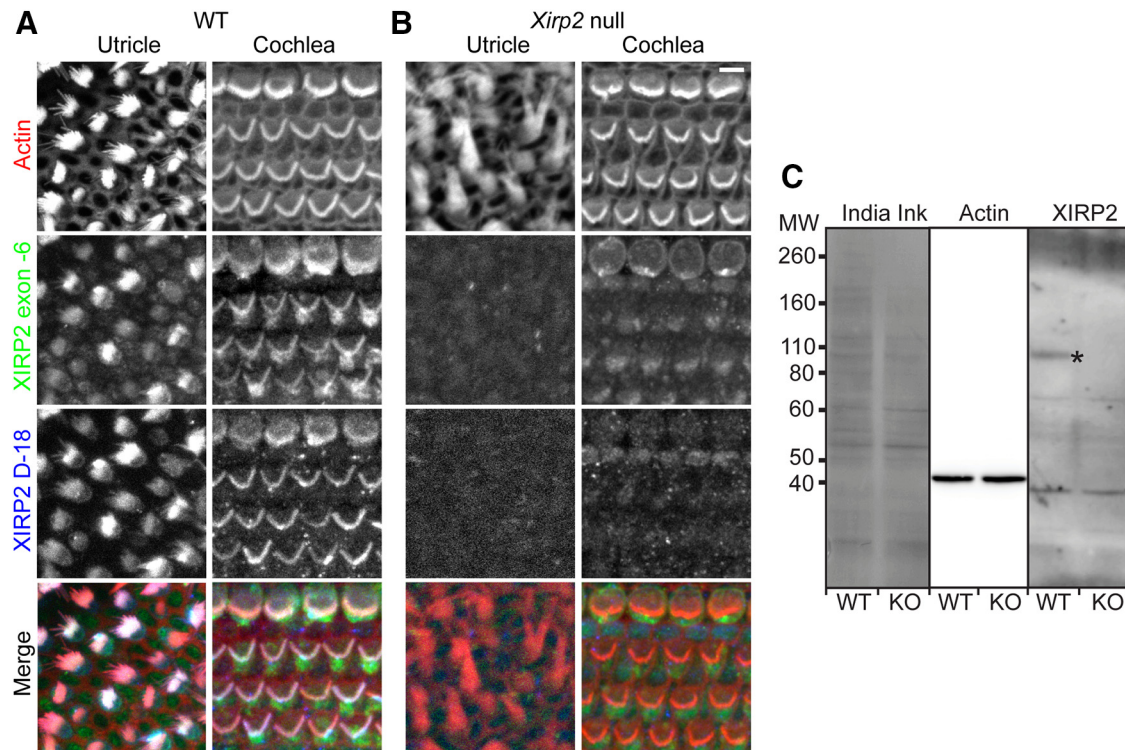 A
WT
Utricle Cochlea
B
Xirp2 null
Utricle Cochlea
Actin
XIRP2 exon -6
XIRP2 D-18
Merge
C
MW India Ink Actin XIRP2
260
160
110
80
60
50
40
*
WT KO WT KO WT KO